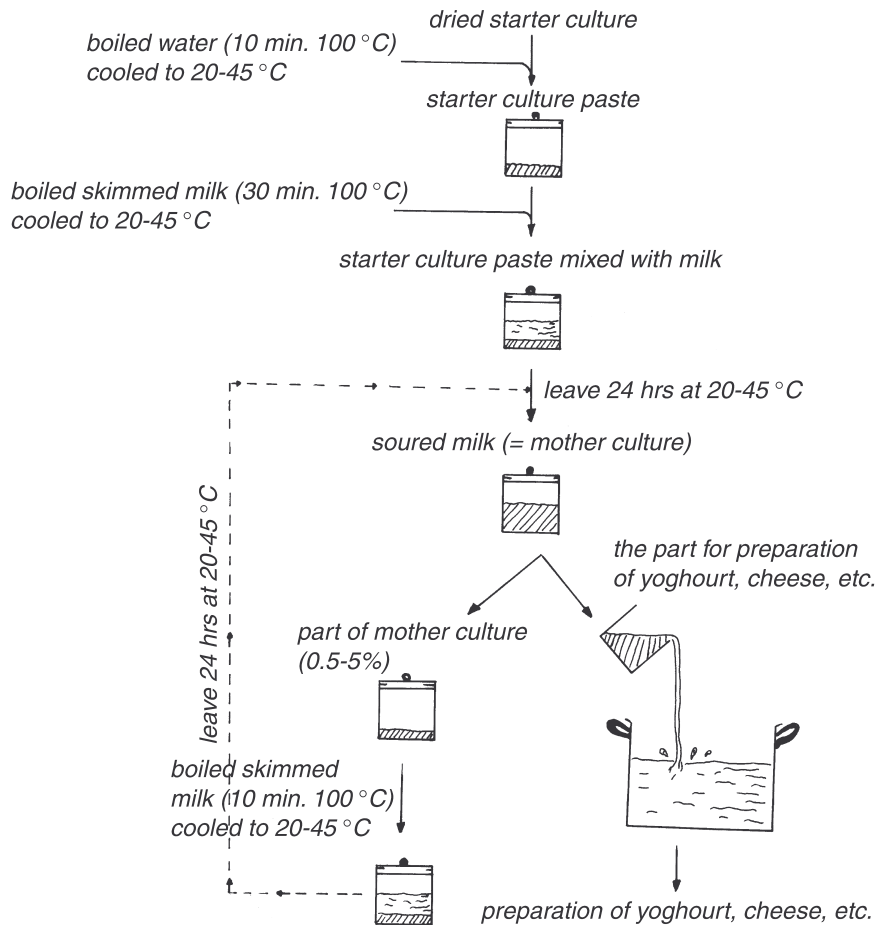 dried starter culture
boiled water (10 min. 100 °C)
cooled to 20-45 °C
starter culture paste
boiled skimmed milk (30 min. 100 °C)
cooled to 20-45 °C
starter culture paste mixed with milk
leave 24 hrs at 20-45 °C
soured milk (= mother culture)
leave 24 hrs at 20-45 °C
the part for preparation
of yoghourt, cheese, etc.
part of mother culture
(0.5-5%)
boiled skimmed
milk (10 min. 100 °C)
cooled to 20-45 °C
preparation of yoghourt, cheese, etc.